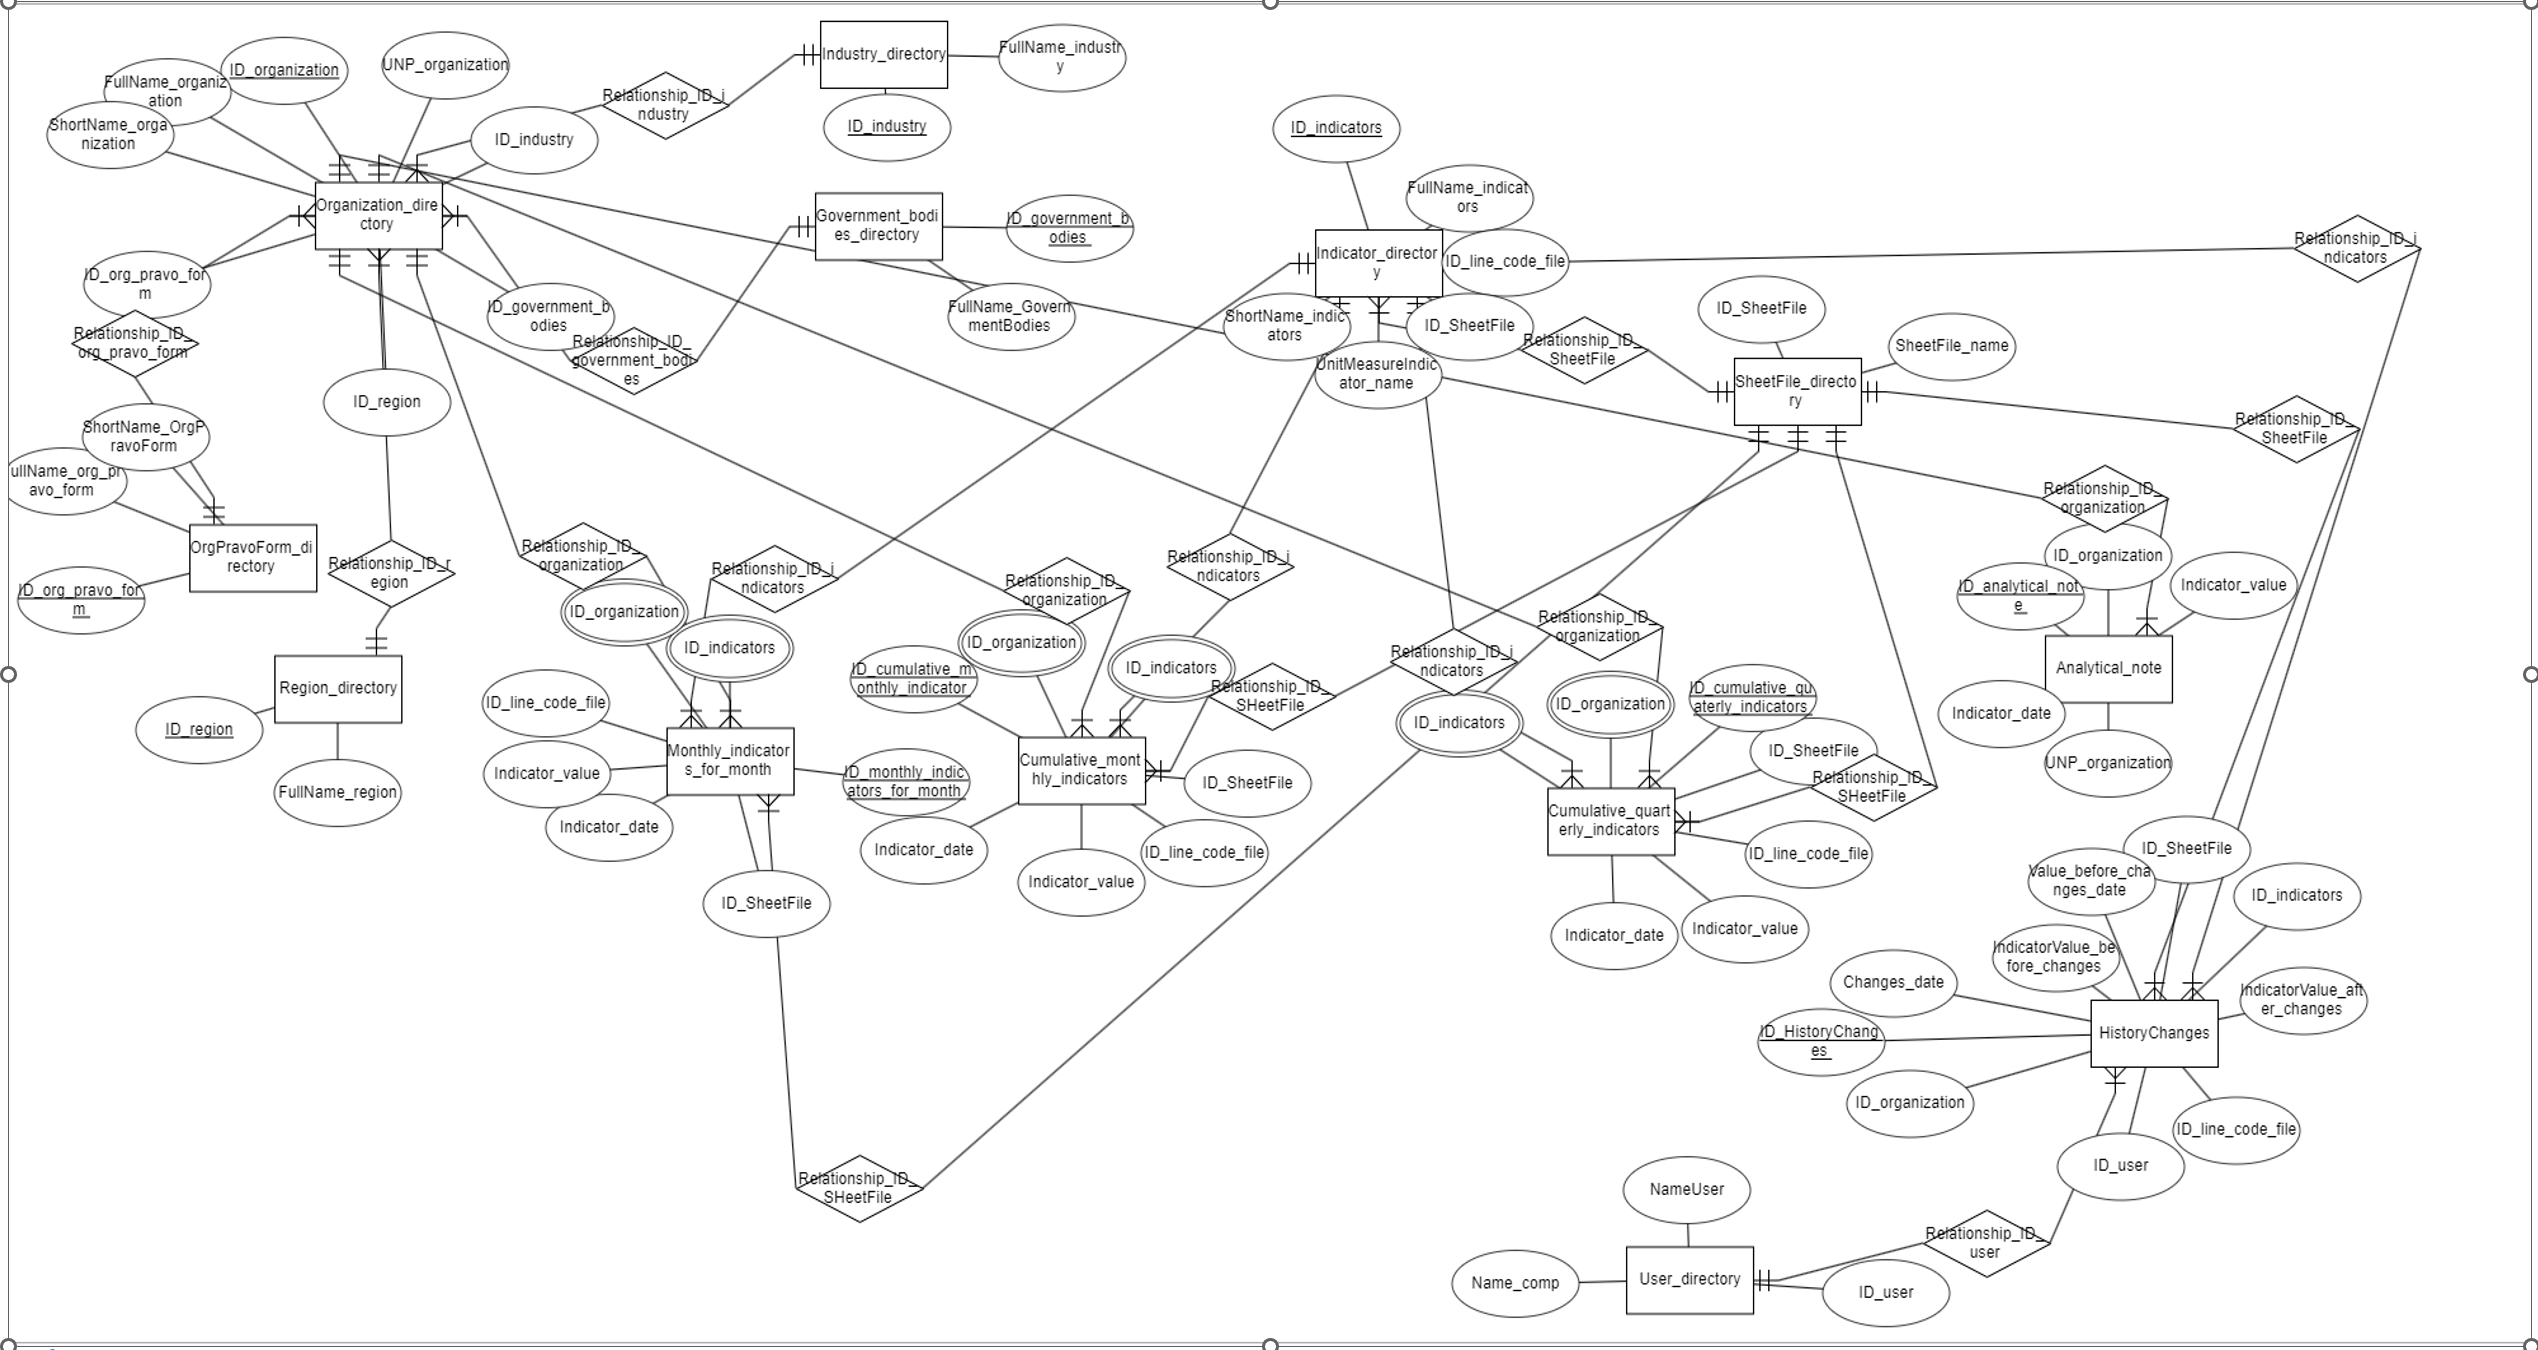 Industry_directory
FullName_industr
y
ID_industry
Relationship_ID_i
ndustry
FullName_organiz
ation
ID_organization
UNP_organization
ShortName_orga
nization
ID_industry
Organization_dire
ctory
Government_bodi
es_directory
ID_government_b
odies
FullName_Govern
mentBodies
ID_org_pravo_for
m
ID_government_b
odies
Relationship_ID_
government_bodi
es
Relationship_ID_
org_pravo_form
ID_region
ShortName_OrgP
ravoForm
ullName_org_pr
avo_form
OrgPravoForm_di
rectory
ID_org_pravo_for
m
Relationship_ID_r
egion
Region_directory
ID_region
FullName_region
ID_indicators
FullName_indicat
ors
Indicator_director
y
ID_line_code_file
ShortName_indic
ators
ID_SheetFile
UnitMeasureIndic
ator_name
Relationship_ID_
SheetFile
ID_SheetFile
SheetFile_name
SheetFile_directo
ry
Relationship_ID_i
ndicators
Relationship_ID_
SheetFile
Relationship_ID_
organization
ID_organization
ID_analytical_not
e
Indicator_value
Analytical_note
Indicator_date
UNP_organization
Relationship_ID_
organization
ID_organization
Relationship_ID_i
ndicators
ID_indicators
ID_line_code_file
Indicator_value
Indicator_date
Monthly_indicator
s_for_month
ID_monthly_indic
ators_for_month
ID_SheetFile
Relationship_ID_
SHeetFile
Relationship_ID_
organization
ID_organization
Relationship_ID_i
ndicators
ID_indicators
ID_cumulative_m
onthly_indicator
Relationship_ID_
SHeetFile
Cumulative_mont
hly_indicators
ID_SheetFile
Indicator_date
Indicator_value
ID_line_code_file
Relationship_ID_
organization
Relationship_ID_i
ndicators
ID_indicators
ID_organization
ID_cumulative_qu
aterly_indicators
ID_SheetFile
Relationship_ID_
SHeetFile
Cumulative_quart
erly_indicators
ID_line_code_file
Indicator_date
Indicator_value
ID_SheetFile
Value_before_cha
nges_date
ID_indicators
IndicatorValue_be
fore_changes
Changes_date
IndicatorValue_aft
er_changes
ID_HistoryChang
es
HistoryChanges
ID_organization
ID_line_code_file
ID_user
NameUser
Relationship_ID_
user
Name_comp
User_directory
ID_user